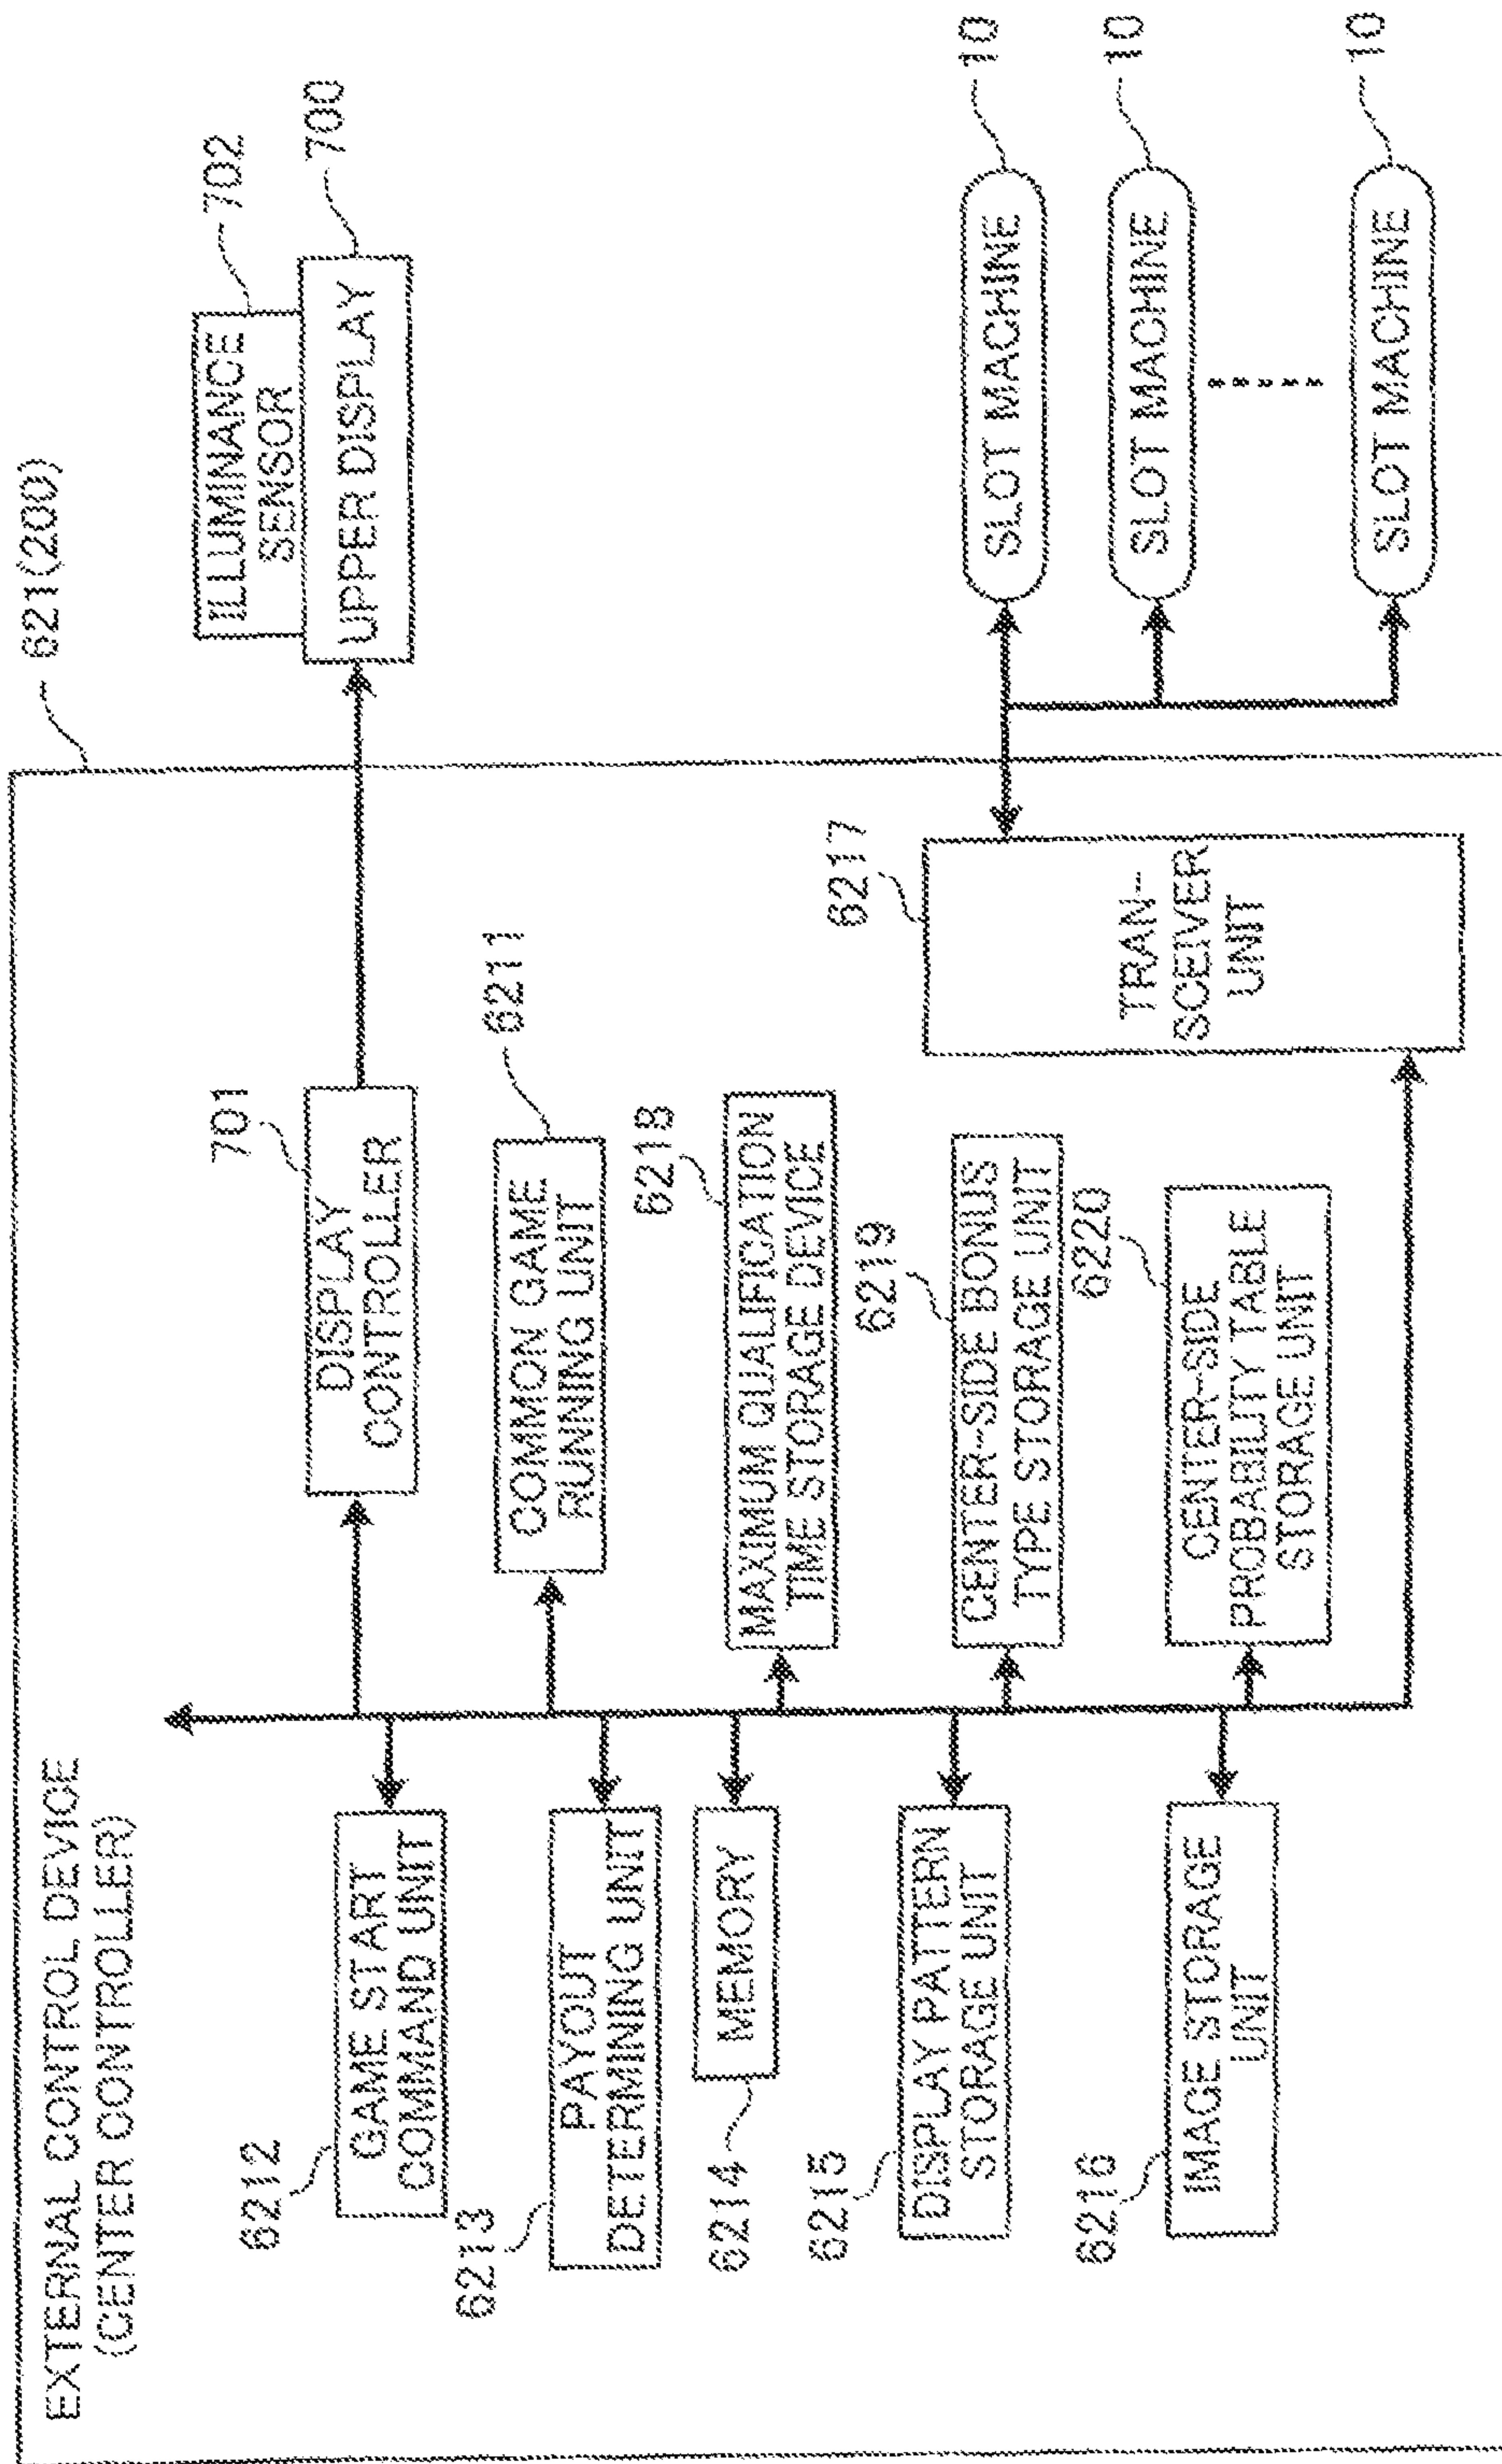 EXTERNAL CONTROL DEVICE
(CENTER CONTROLLER)
621(200)
6212
GAME START
COMMAND UNIT
6213
PAYOUT
DETERMINING UNIT
6214
MEMORY
6215
DISPLAY PATTERN
STORAGE UNIT
6216
IMAGE STORAGE
UNIT
701
DISPLAY
CONTROLLER
6211
COMMON GAME
RUNNING UNIT
6218
MAXIMUM QUALIFICATION
TIME STORAGE DEVICE
6219
CENTER-SIDE BONUS
TYPE STORAGE UNIT
6220
CENTER-SIDE
PROBABILITY TABLE
STORAGE UNIT
6217
TRAN-
SCEIVER
UNIT
702
ILLUMINANCE
SENSOR
700
UPPER DISPLAY
SLOT MACHINE
10
SLOT MACHINE
10
SLOT MACHINE
10